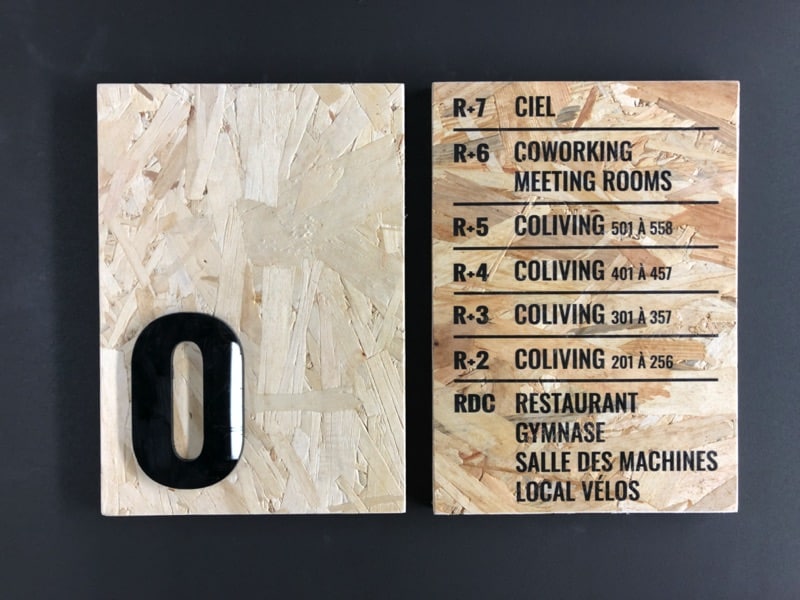 0
R+7 CIEL
R+6 COWORKING
MEETING ROOMS
R+5 COLIVING 501 À 558
R+4 COLIVING 401 À 457
R+3 COLIVING 301 À 357
R+2 COLIVING 201 À 256
RDC RESTAURANT
GYMNASE
SALLE DES MACHINES
LOCAL VÉLOS